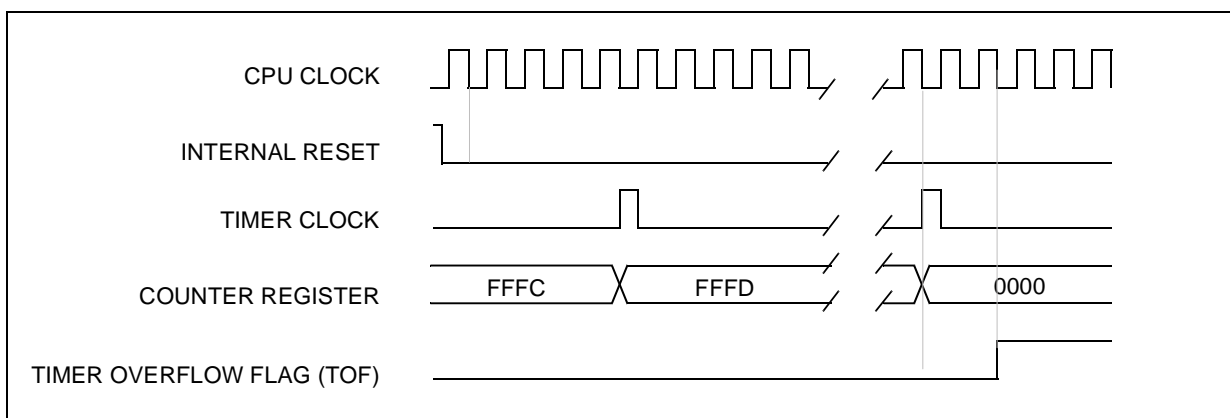 CPU CLOCK
INTERNAL RESET
TIMER CLOCK
COUNTER REGISTER FFFC FFFD 0000
TIMER OVERFLOW FLAG (TOF)